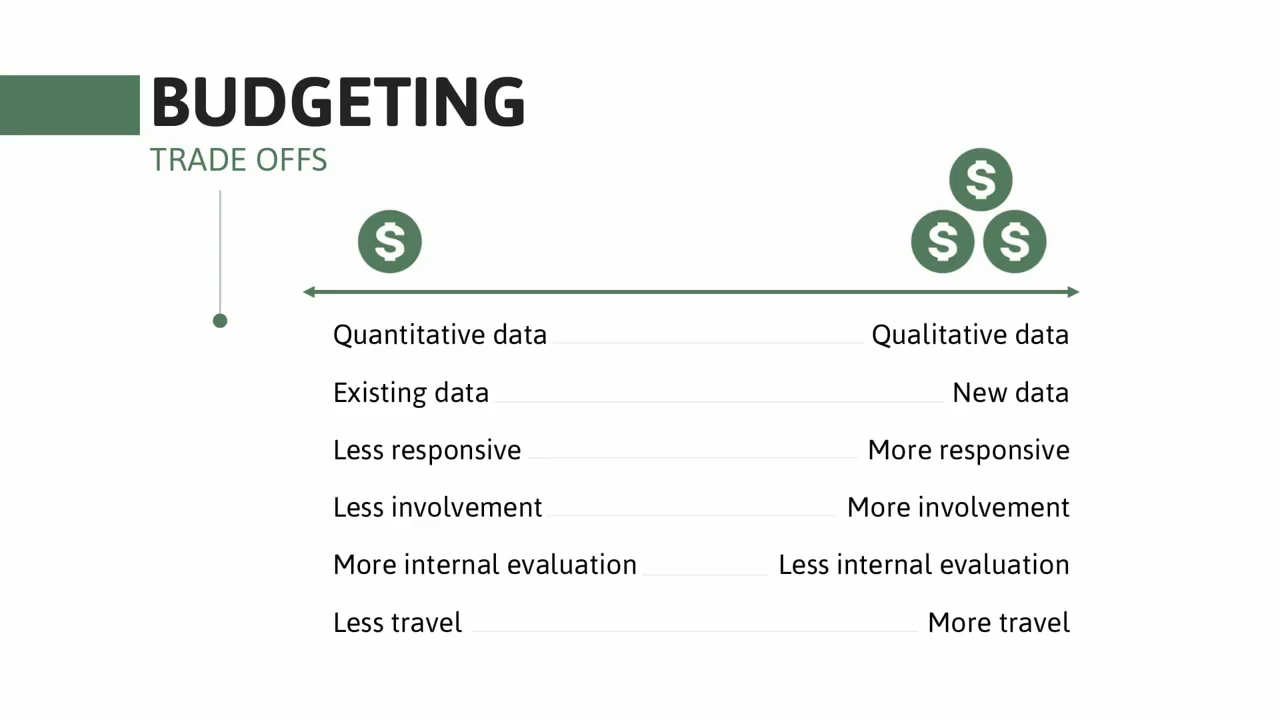 BUDGETING
TRADE OFFS
$
$
$ $
Quantitative data Qualitative data
Existing data New data
Less responsive More responsive
Less involvement More involvement
More internal evaluation Less internal evaluation
Less travel More travel